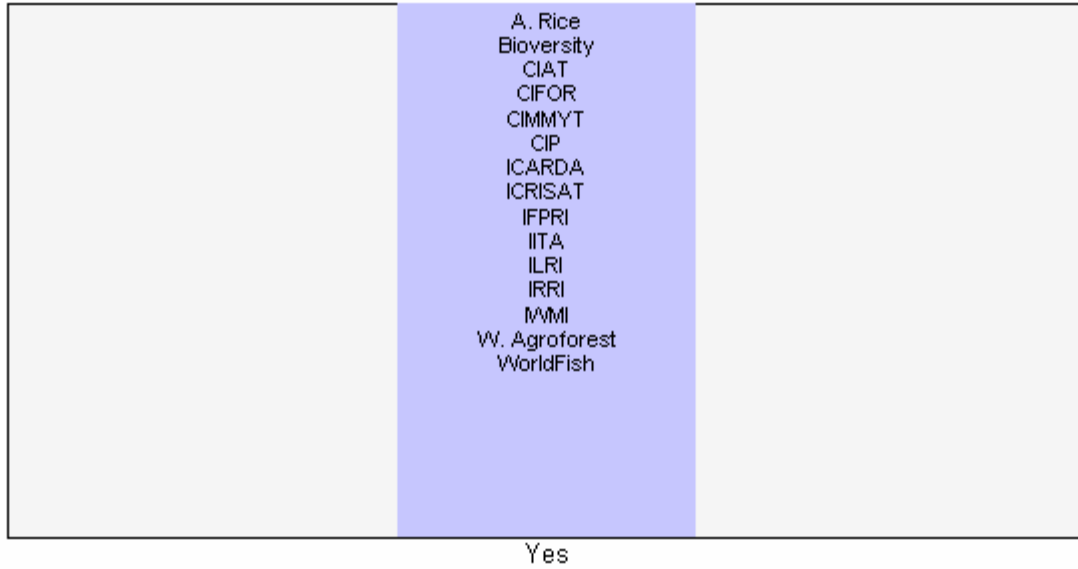 A. Rice
Bioversity
CIAT
CIFOR
CIMMYT
CIP
ICARDA
ICRISAT
IFPRI
IITA
ILRI
IRRI
IWMI
W. Agroforest
WorldFish
Yes